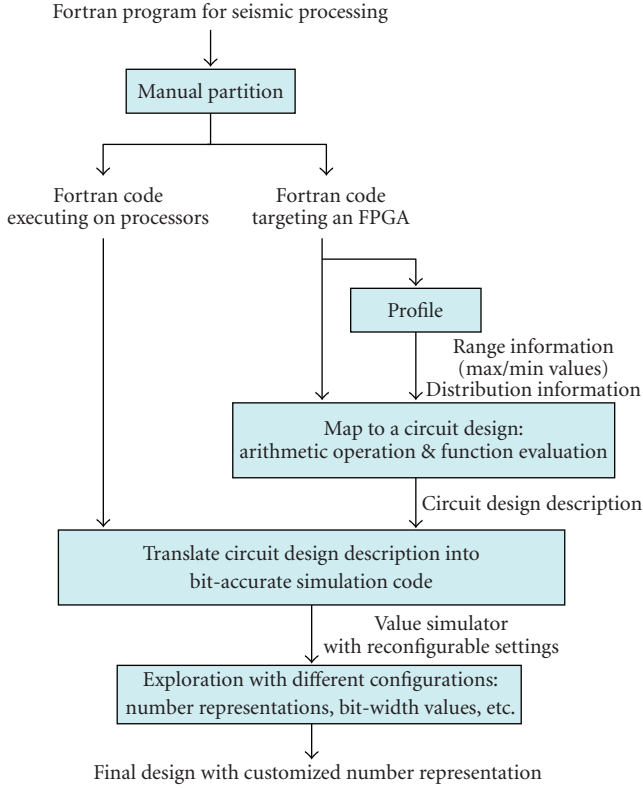 Fortran program for seismic processing
Manual partition
Fortran code
executing on processors
Fortran code
targeting an FPGA
Profile
Range information
(max/min values)
Distribution information
Map to a circuit design:
arithmetic operation & function evaluation
Circuit design description
Translate circuit design description into
bit-accurate simulation code
Value simulator
with reconfigurable settings
Exploration with different configurations:
number representations, bit-width values, etc.
Final design with customized number representation